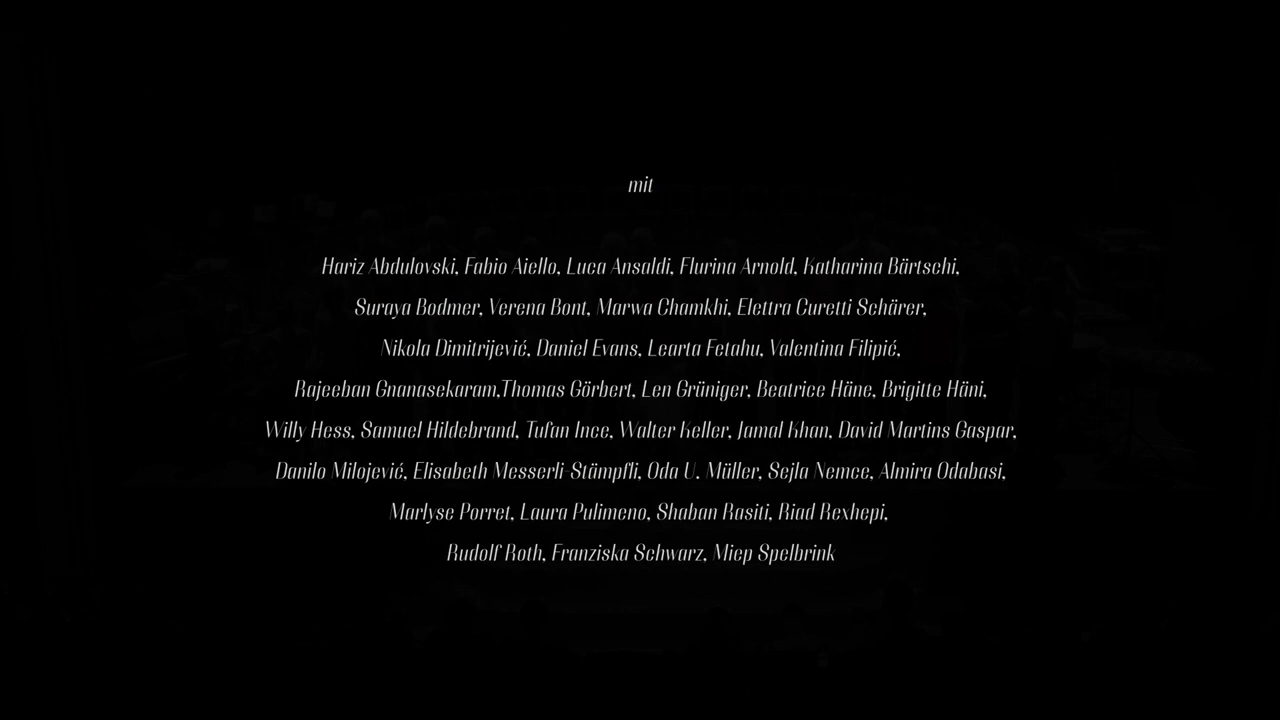 mit
Hariz Abdulovski, Fabio Aiello, Luca Ansaldi, Flurina Arnold, Katharina Bärtschi,
Suraya Bodmer, Verena Bont, Marwa Chamkhi, Elettra Curetti Schärer,
Nikola Dimitrijević, Daniel Evans, Learta Fetahu, Valentina Filipić,
Rajeeban Gnanasekaram,Thomas Görbert, Len Grüniger, Beatrice Häne, Brigitte Häni,
Willy Hess, Samuel Hildebrand, Tufan Ince, Walter Keller, Jamal Khan, David Martins Gaspar,
Danilo Milojević, Elisabeth Messerli-Stämpfli, Oda U. Müller, Sejla Nemce, Almira Odabasi,
Marlyse Porret, Laura Pulimeno, Shaban Rasiti, Riad Rexhepi,
Rudolf Roth, Franziska Schwarz, Miep Spelbrink